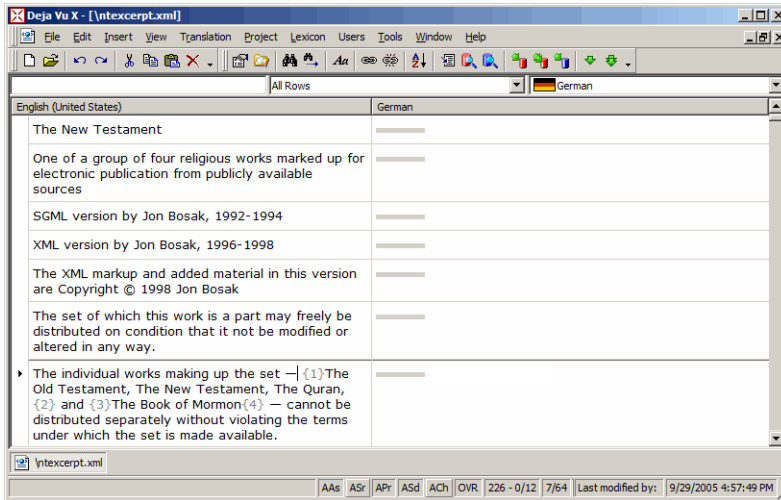 Deja Vu X - [\ntexcerpt.xml]
File Edit Insert View Translation Project Lexicon Users Tools Window Help
Aa
All Rows German
English (United States) German
The New Testament
One of a group of four religious works marked up for
electronic publication from publicly available
sources
SGML version by Jon Bosak, 1992-1994
XML version by Jon Bosak, 1996-1998
The XML markup and added material in this version
are Copyright © 1998 Jon Bosak
The set of which this work is a part may freely be
distributed on condition that it not be modified or
altered in any way.
The individual works making up the set — {1}The
Old Testament, The New Testament, The Quran,
{2} and {3}The Book of Mormon{4} — cannot be
distributed separately without violating the terms
under which the set is made available.
\ntexcerpt.xml
AAs ASr APr ASd ACh OVR 226 - 0/12 7/64 Last modified by: 9/29/2005 4:57:49 PM